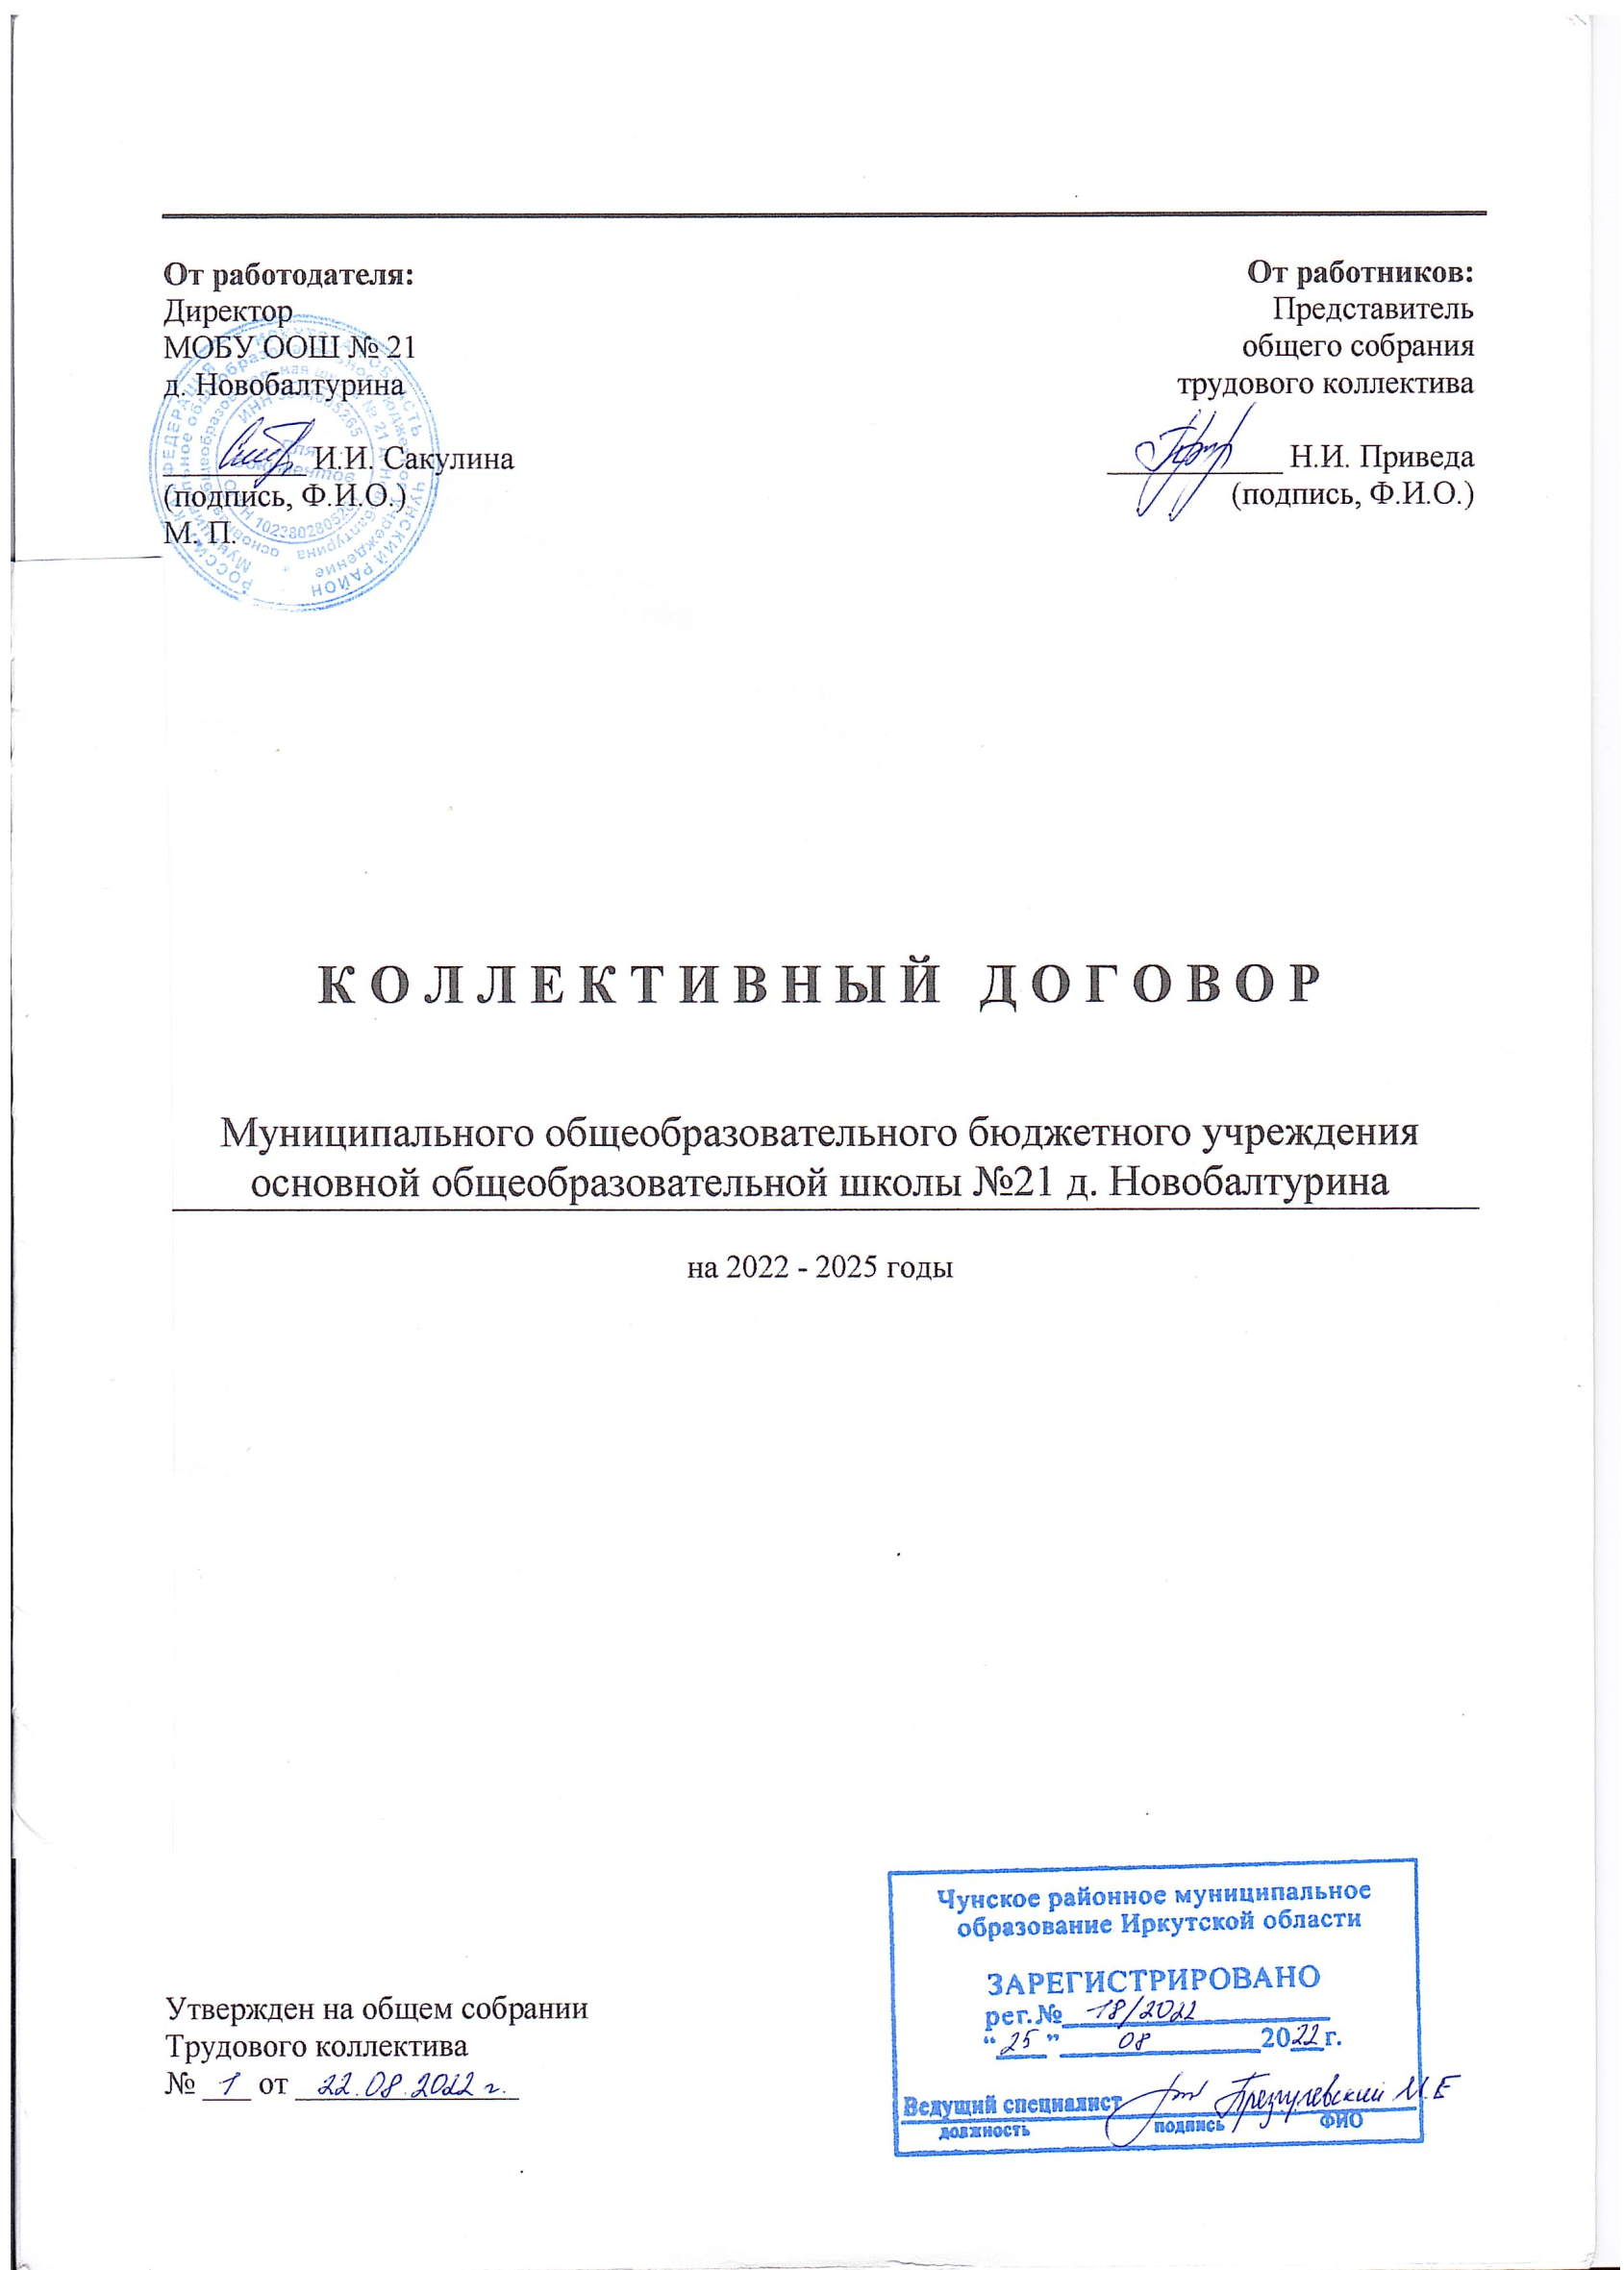 От работодателя:
Директор
МОБУ ООШ № 21
д. Новобалтурина
И.И. Сакулина
(подпись, Ф.И.О.)
М. П.
От работников:
Представитель
общего собрания
трудового коллектива
Н.И. Приведа
(подпись, Ф.И.О.)
КОЛЛЕКТИВНЫЙ ДОГОВОР
Муниципального общеобразовательного бюджетного учреждения
основной общеобразовательной школы №21 д. Новобалтурина
на 2022 - 2025 годы
Утвержден на общем собрании
Трудового коллектива
№ 1 от 22.08.2022 г.
Чунское районное муниципальное
образование Иркутской области
ЗАРЕГИСТРИРОВАНО
рег.№ 18/2022
“ 25 ” 08 2022 г.
Ведущий специалист М.Е
должность подпись ФИО